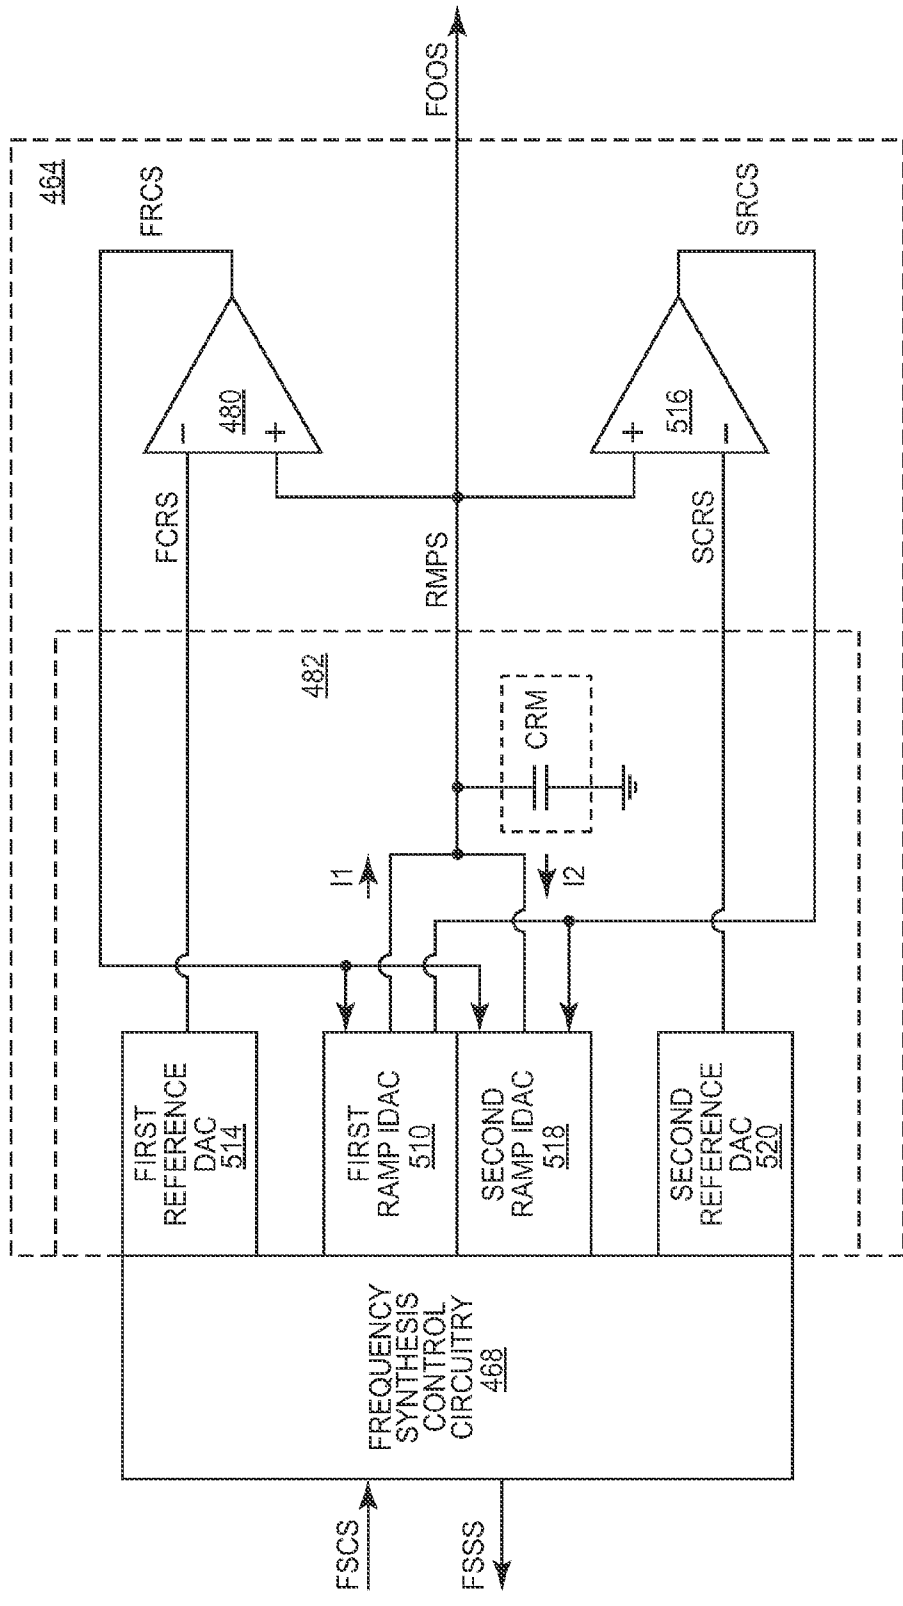 464
FRCS
FOOS
SRCS
480
−
+
516
+
−
FCRS
RMPS
SCRS
482
CRM
I1
I2
FIRST
REFERENCE
DAC
514
FIRST
RAMP IDAC
510
SECOND
RAMP IDAC
518
SECOND
REFERENCE
DAC
520
FREQUENCY
SYNTHESIS
CONTROL
CIRCUITRY
468
FSCS
FSSS